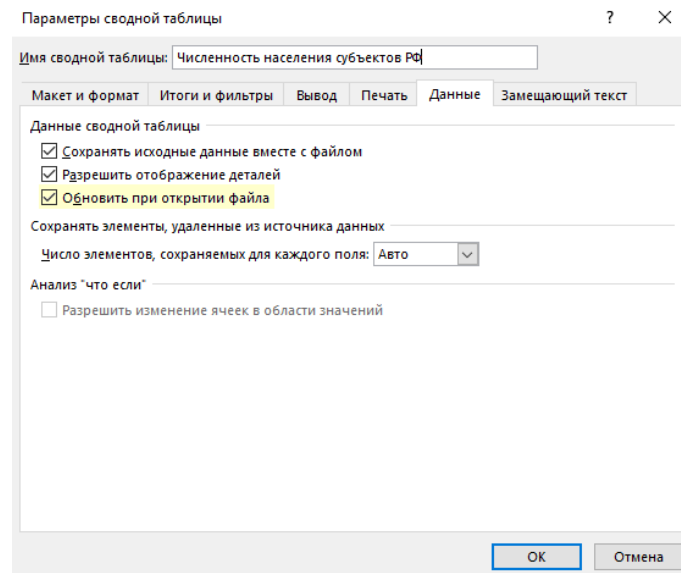 Параметры сводной таблицы ?
Имя сводной таблицы: Численность населения субъектов РФ
Макет и формат Итоги и фильтры Вывод Печать Данные Замещающий текст
Данные сводной таблицы
Сохранять исходные данные вместе с файлом
Разрешить отображение деталей
Обновить при открытии файла
Сохранять элементы, удаленные из источника данных
Число элементов, сохраняемых для каждого поля: Авто
Анализ "что если"
Разрешить изменение ячеек в области значений
ОК Отмена